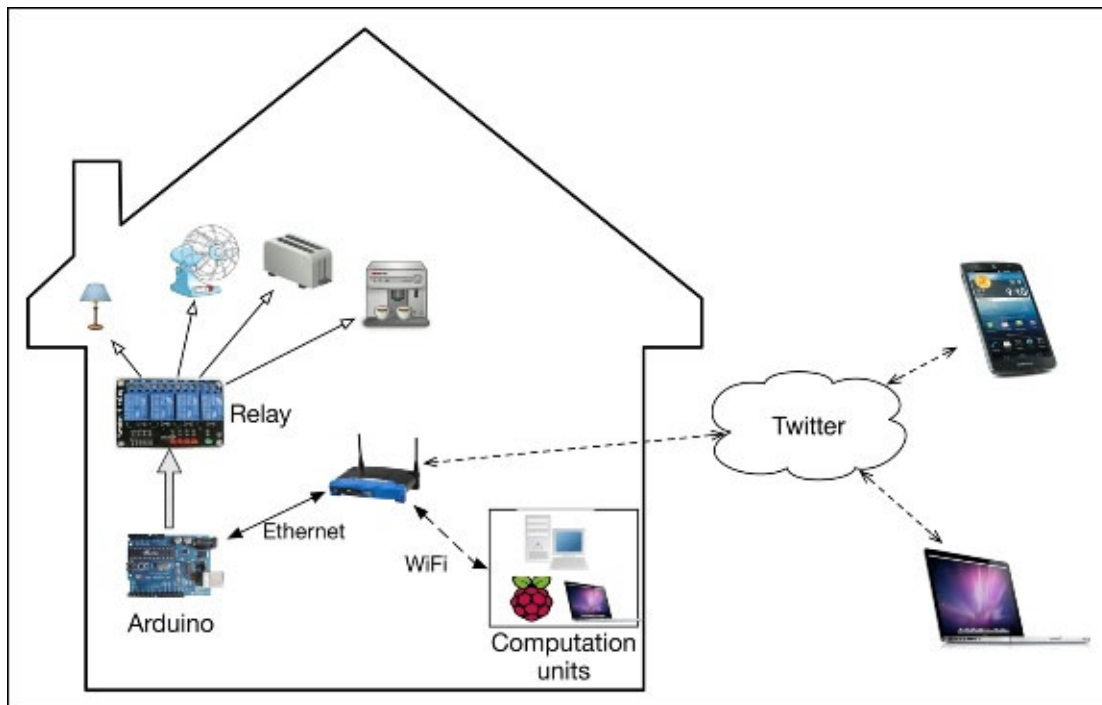 Relay
Twitter
Ethernet
WiFi
Arduino
Computation
units